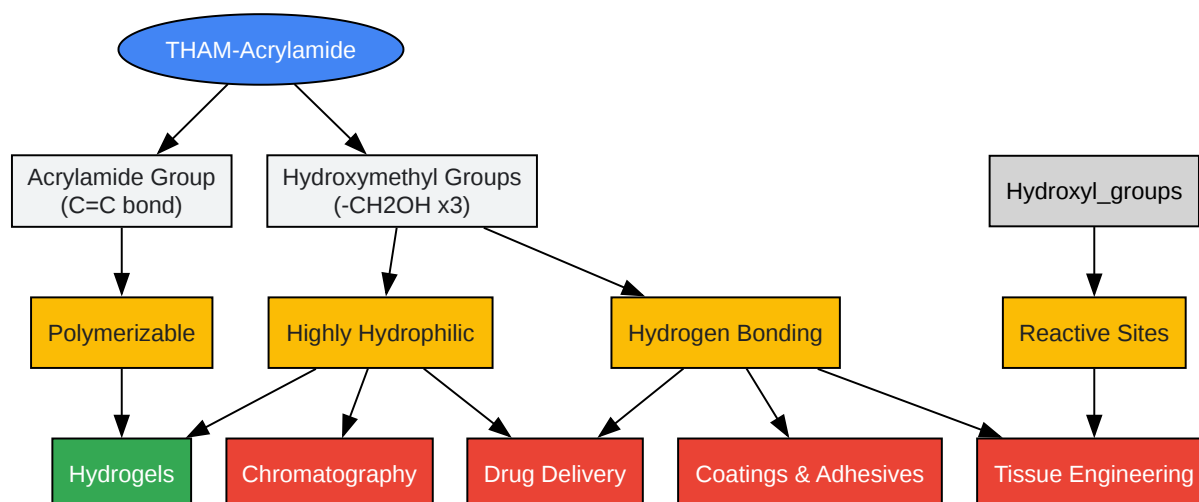 THAM-Acrylamide
Acrylamide Group
(C=C bond)
Hydroxymethyl Groups
(-CH2OH x3)
Hydroxyl_groups
Polymerizable
Highly Hydrophilic
Hydrogen Bonding
Reactive Sites
Hydrogels
Chromatography
Drug Delivery
Coatings & Adhesives
Tissue Engineering